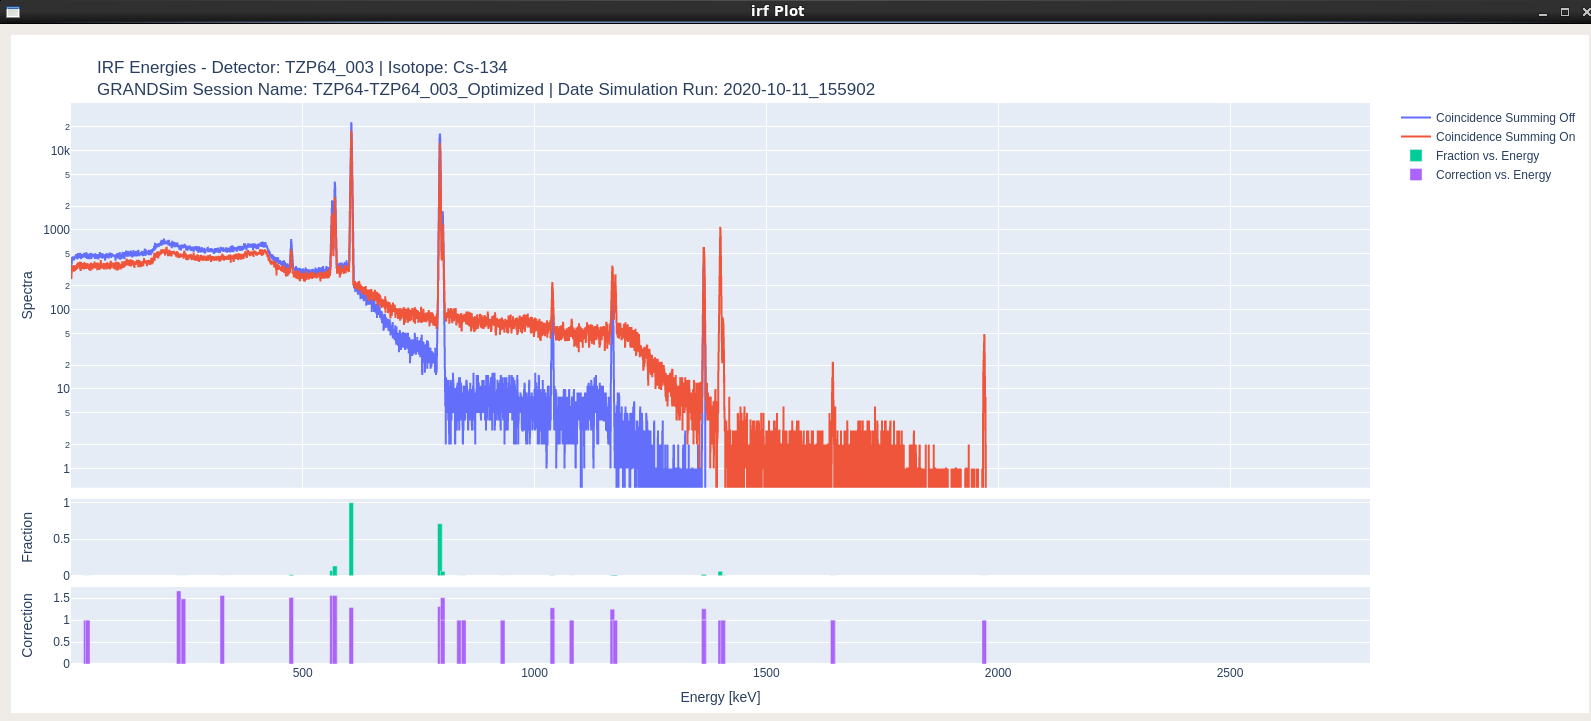 irf Plot
IRF Energies - Detector: TZP64_003 | Isotope: Cs-134
GRANDSim Session Name: TZP64-TZP64_003_Optimized | Date Simulation Run: 2020-10-11_155902
Coincidence Summing Off
Coincidence Summing On
Fraction vs. Energy
Correction vs. Energy
Spectra
2
10k
5
2
1000
5
2
100
5
2
10
5
2
1
Fraction
1
0.5
0
Correction
1.5
1
0.5
0
500
1000
1500
2000
2500
Energy [keV]